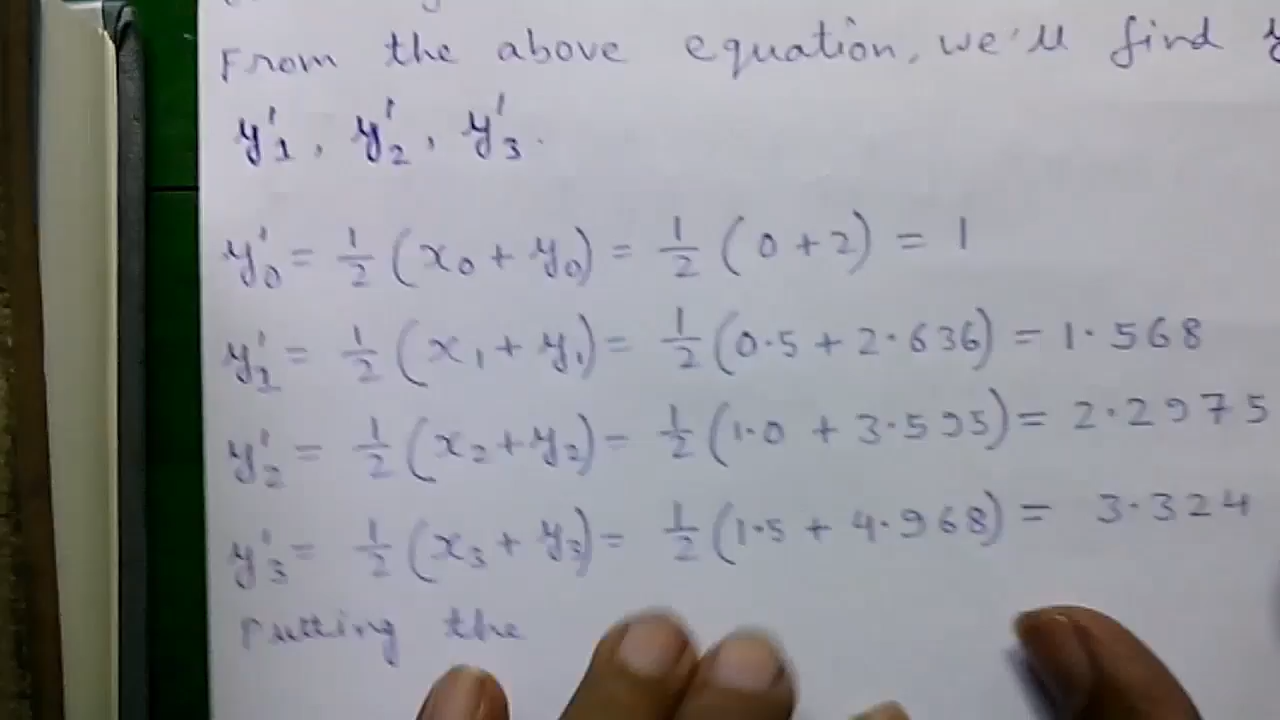 From the above equation, we'll find
y'1, y'2, y'3.
y'0 = 1/2 (x0 + y0) = 1/2 (0 + 2) = 1
y'1 = 1/2 (x1 + y1) = 1/2 (0.5 + 2.636) = 1.568
y'2 = 1/2 (x2 + y2) = 1/2 (1.0 + 3.595) = 2.2975
y'3 = 1/2 (x3 + y3) = 1/2 (1.5 + 4.968) = 3.324
Putting the